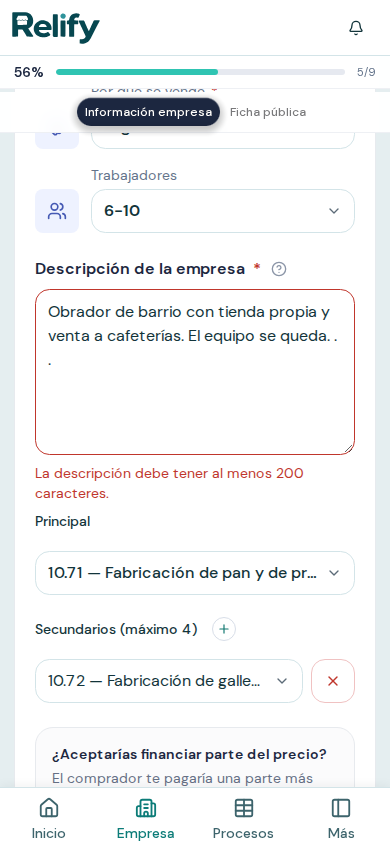 Relify
56%
5/9
Información empresa
Ficha pública
Trabajadores
6-10
Descripción de la empresa * 
Obrador de barrio con tienda propia y
venta a cafeterías. El equipo se queda. .
.
La descripción debe tener al menos 200
caracteres.
Principal
10.71 — Fabricación de pan y de pr...
Secundarios (máximo 4)
10.72 — Fabricación de galle...
¿Aceptarías financiar parte del precio?
El comprador te pagaría una parte más
Inicio
Empresa
Procesos
Más